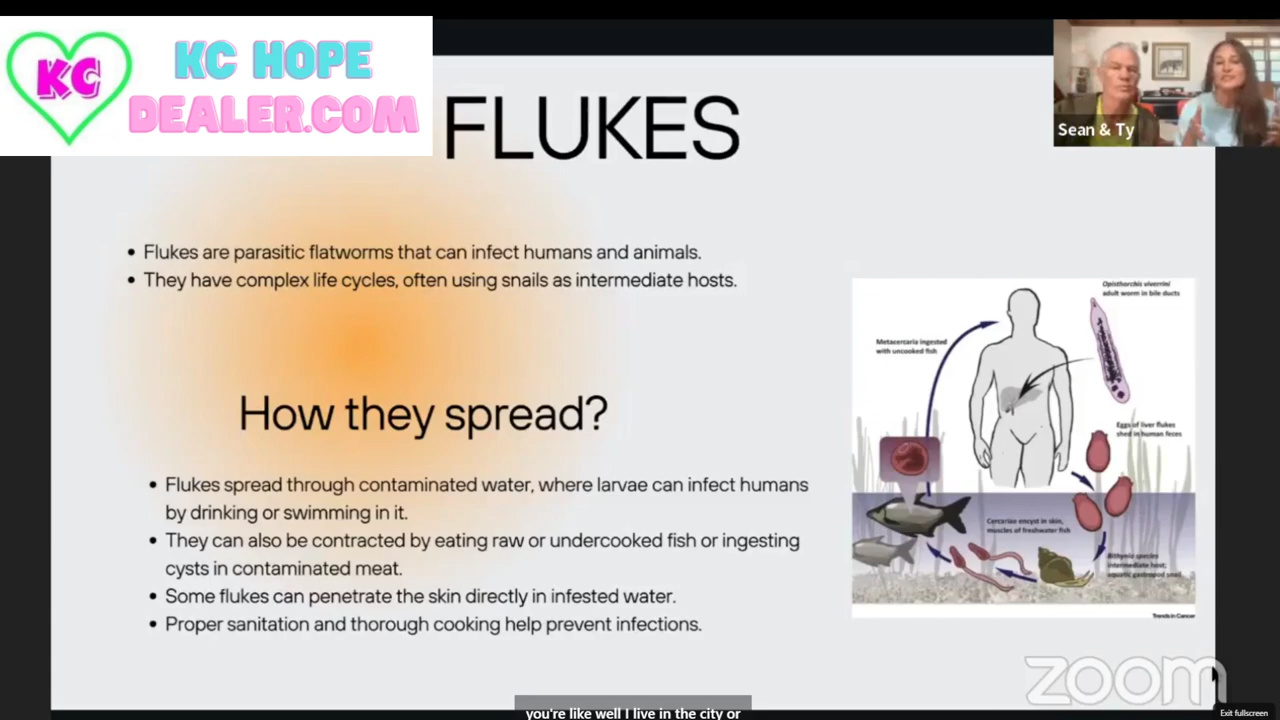 KC
KC HOPE
DEALER.COM
FLUKES
Sean & Ty
• Flukes are parasitic flatworms that can infect humans and animals.
• They have complex life cycles, often using snails as intermediate hosts.
How they spread?
• Flukes spread through contaminated water, where larvae can infect humans
by drinking or swimming in it.
• They can also be contracted by eating raw or undercooked fish or ingesting
cysts in contaminated meat.
• Some flukes can penetrate the skin directly in infested water.
• Proper sanitation and thorough cooking help prevent infections.
Opisthorchis viverrini
adult worm in bile ducts
Metacercaria ingested
with uncooked fish
Eggs of liver flukes
shed in human feces
Cercariae encyst in skin,
muscles of freshwater fish
Bithynia species
intermediate host;
aquatic gastropod snail
Trends in Cancer
zoom
you're like well I live in the city or
Exit fullscreen